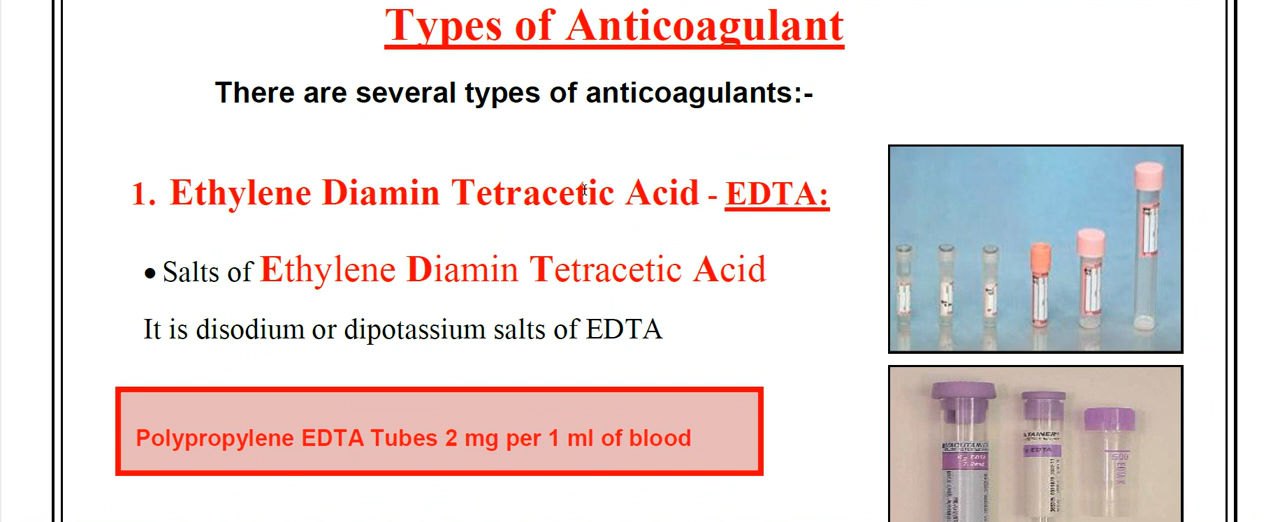 Types of Anticoagulant
There are several types of anticoagulants:-
1. Ethylene Diamin Tetracetic Acid - EDTA:
• Salts of Ethylene Diamin Tetracetic Acid
It is disodium or dipotassium salts of EDTA
Polypropylene EDTA Tubes 2 mg per 1 ml of blood
EDTA